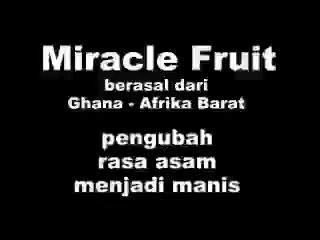 Miracle Fruit
berasal dari
Ghana - Afrika Barat
pengubah
rasa asam
menjadi manis